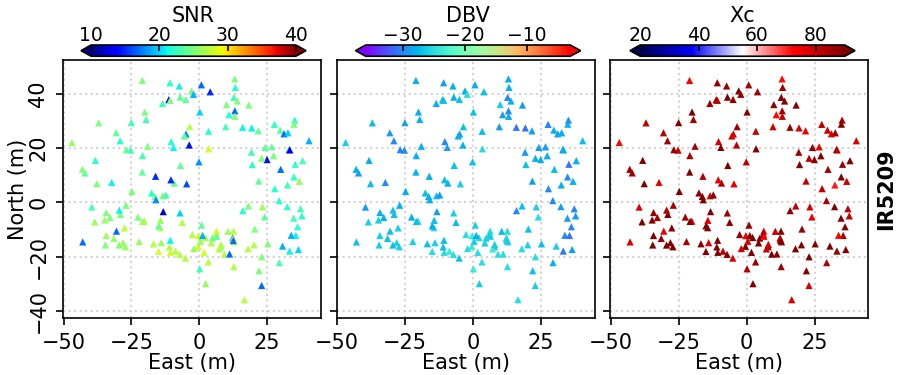 SNR DBV Xc
10 20 30 40 −30 −20 −10 20 40 60 80
40
20
0
−20
−40
North (m)
−50 −25 0 25 −50 −25 0 25 −50 −25 0 25
East (m) East (m) East (m)
IR5209